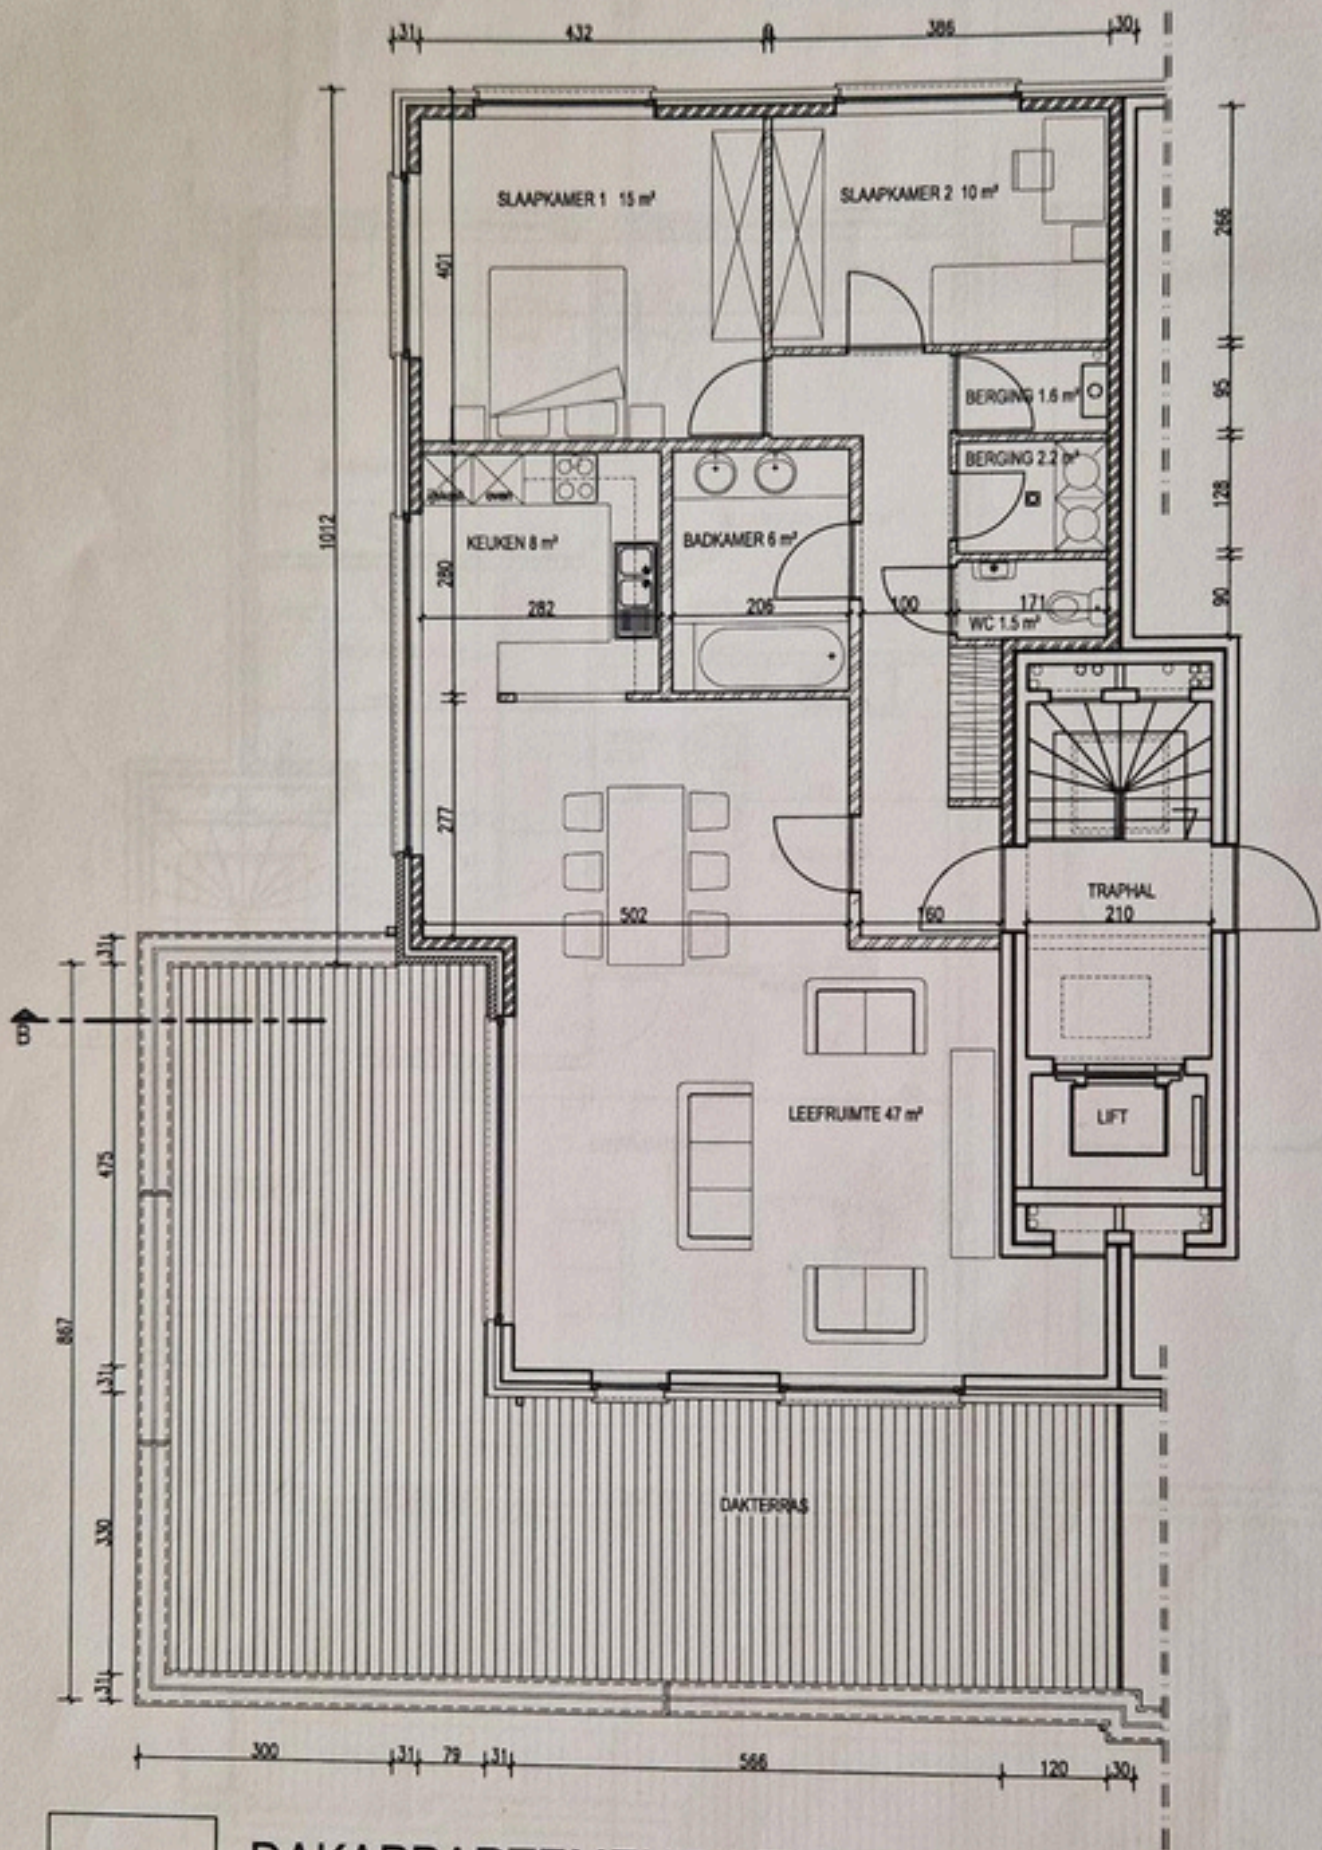 31 432 8 386 30
SLAAPKAMER 1 15 m²
SLAAPKAMER 2 10 m²
266
401
BERGING 1.6 m²
95
BERGING 2.2 m²
128
1012
KEUKEN 8 m²
BADKAMER 6 m²
280
282 206 100 171
90
WC 1.5 m²
277
TRAPHAL
502 160 210
31
B
LEEFRUIMTE 47 m²
LIFT
475
867
31
DAKTERRAS
330
31
300 31 79 31 566 120 30